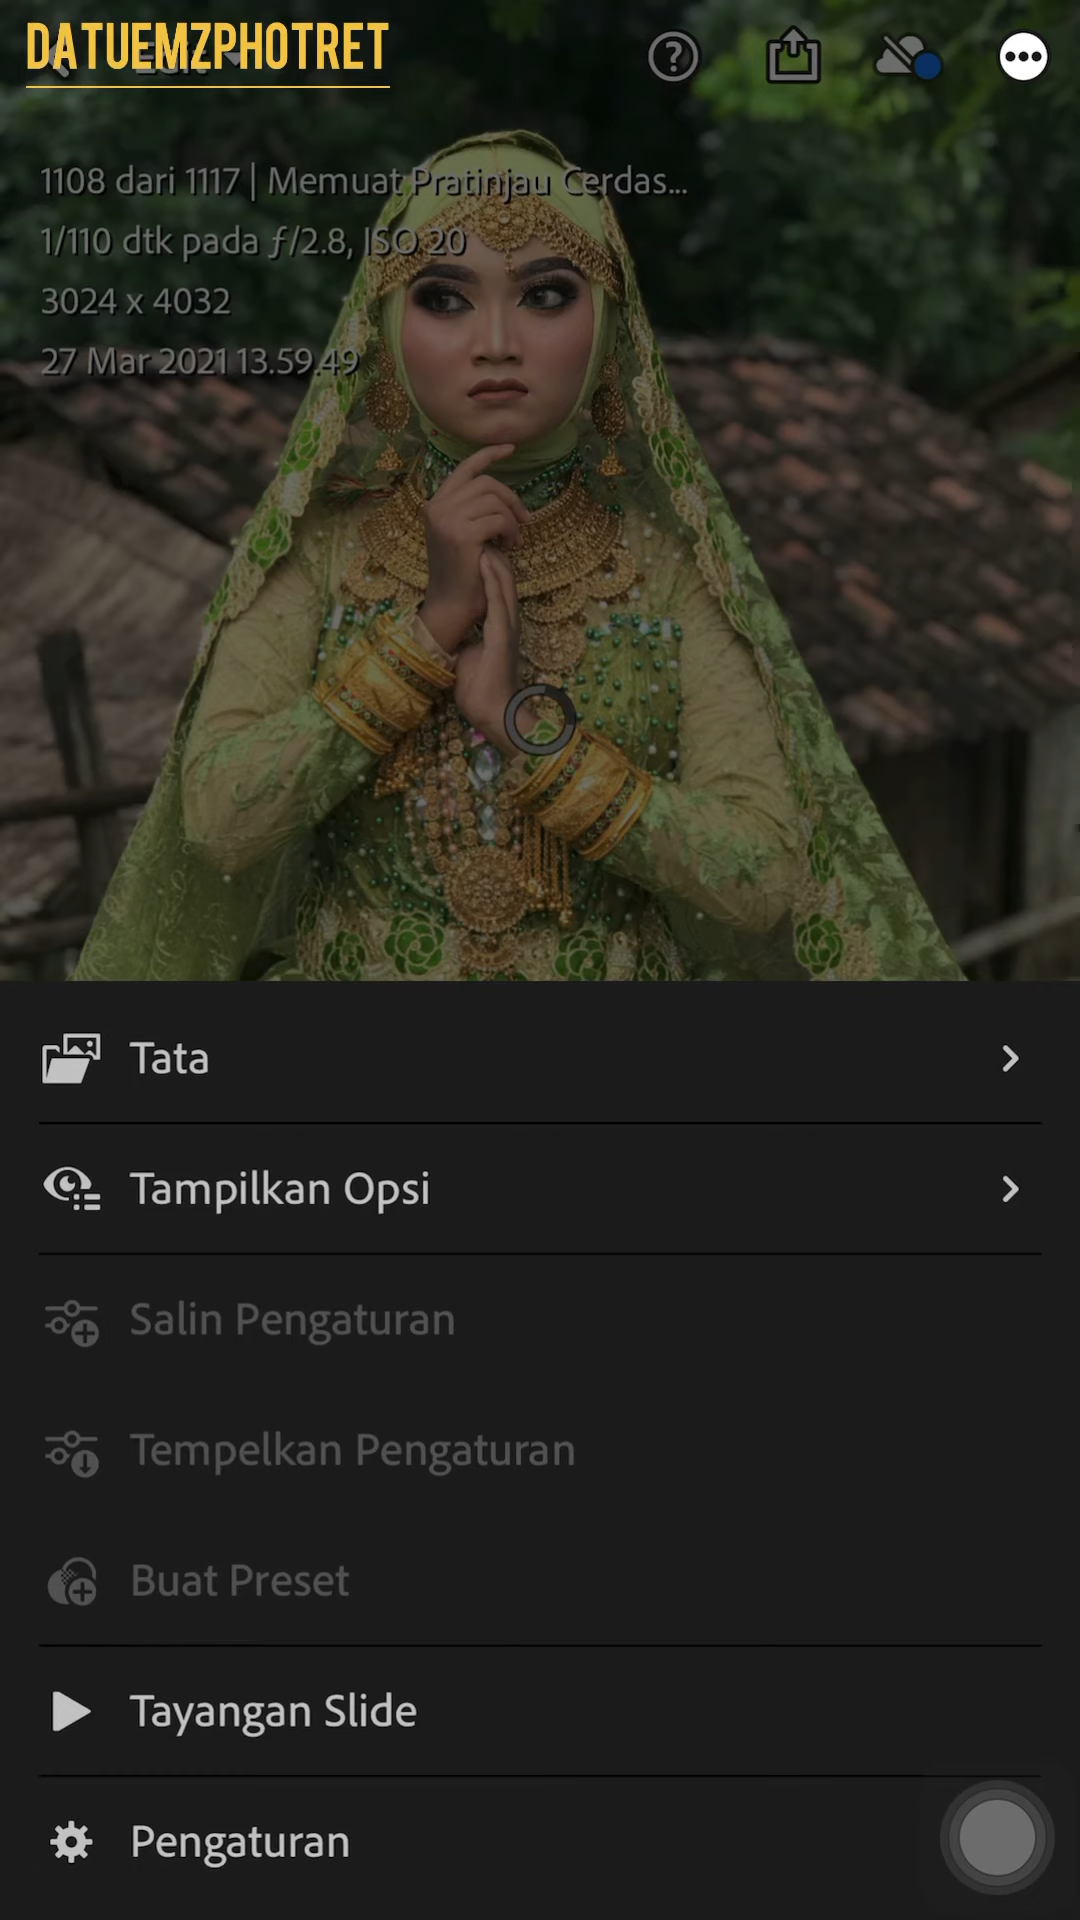 DATUEMZPHOTRET
Edit
1108 dari 1117 | Memuat Pratinjau Cerdas...
1/110 dtk pada ƒ/2.8, ISO 20
3024 x 4032
27 Mar 2021 13.59.49
Tata
Tampilkan Opsi
Salin Pengaturan
Tempelkan Pengaturan
Buat Preset
Tayangan Slide
Pengaturan